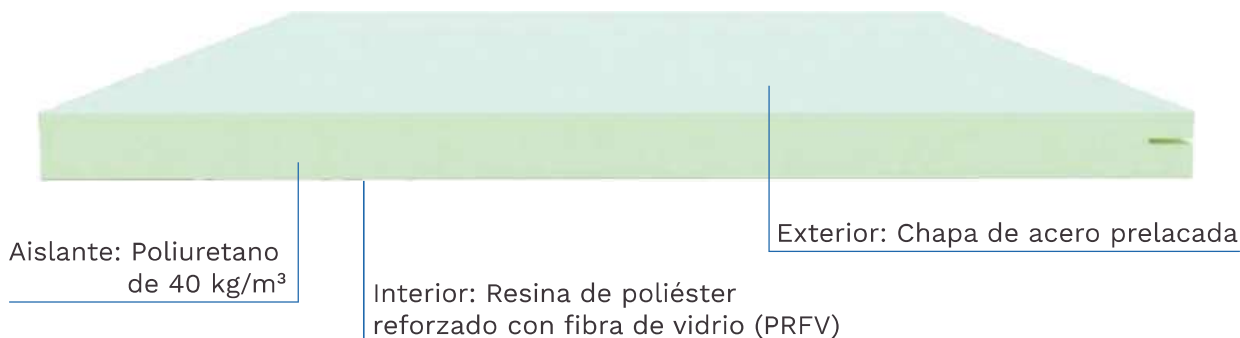 Aislante: Poliuretano
de 40 kg/m³
Interior: Resina de poliéster
reforzado con fibra de vidrio (PRFV)
Exterior: Chapa de acero prelacada